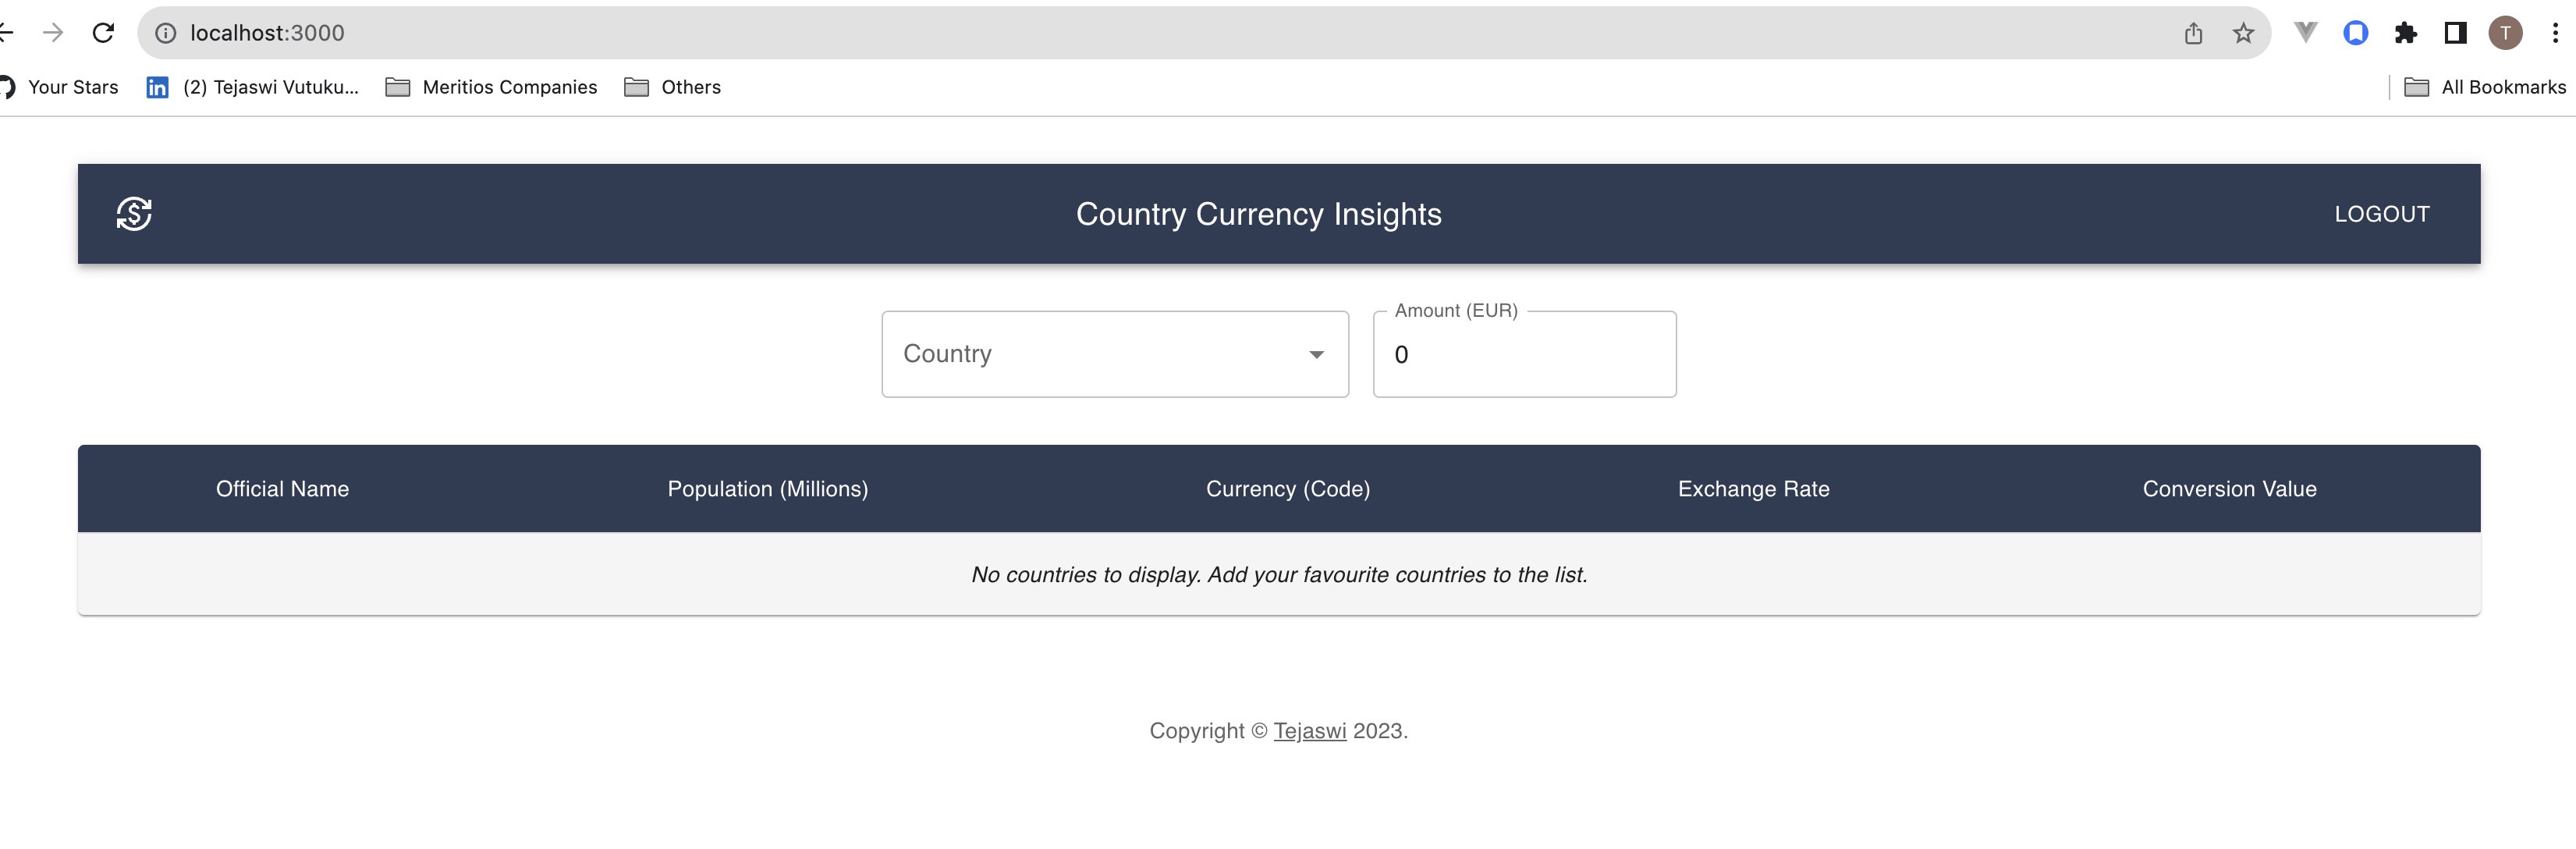 localhost:3000
T
Your Stars
in (2) Tejaswi Vutuku...
Meritios Companies
Others
All Bookmarks
$
Country Currency Insights
LOGOUT
Amount (EUR)
Country
0
Official Name
Population (Millions)
Currency (Code)
Exchange Rate
Conversion Value
No countries to display. Add your favourite countries to the list.
Copyright © Tejaswi 2023.